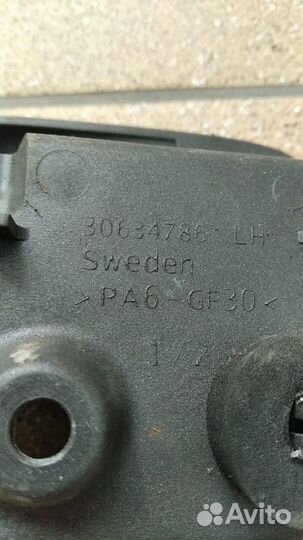 30634786 LH
Sweden
>PA6-GF30<
1/2
Avito